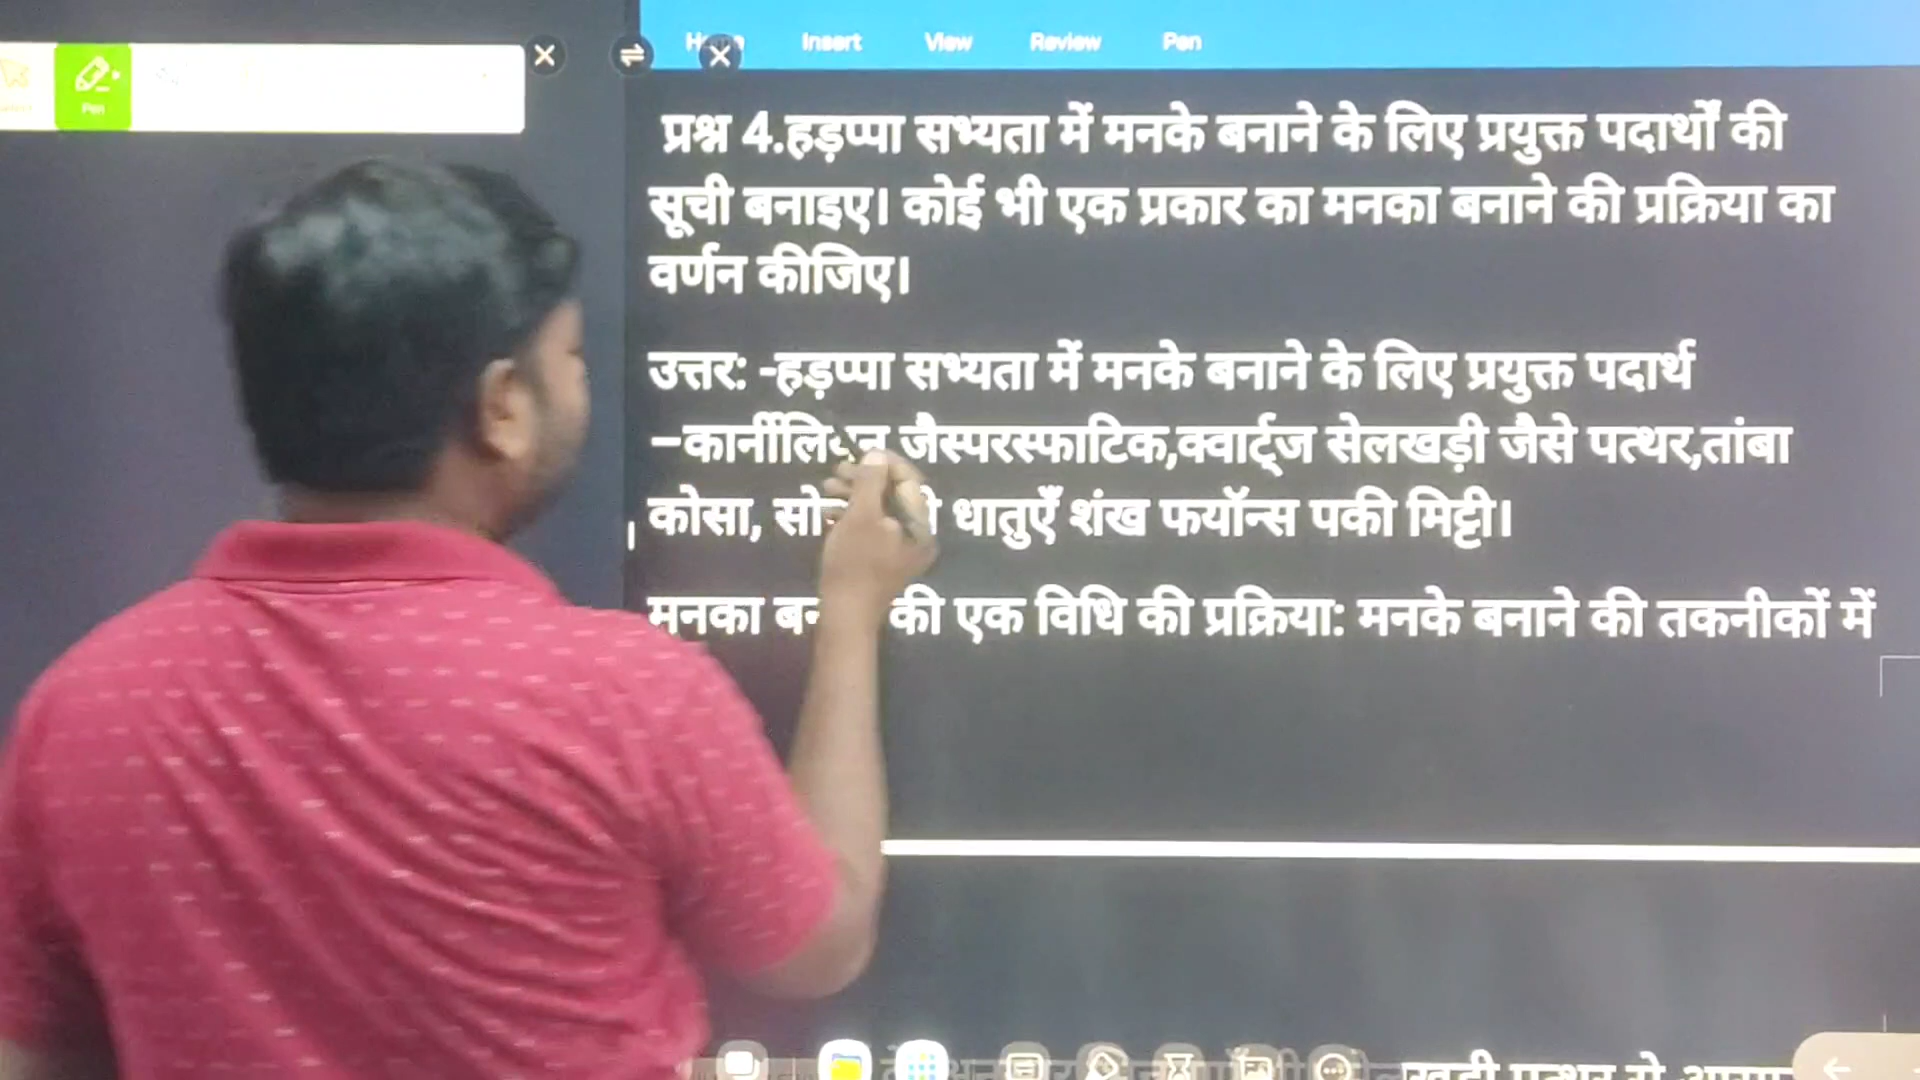 Insert View Review Pen
Pen
प्रश्न 4.हड़प्पा सभ्यता में मनके बनाने के लिए प्रयुक्त पदार्थों की
सूची बनाइए। कोई भी एक प्रकार का मनका बनाने की प्रक्रिया का
वर्णन कीजिए।
उत्तर: -हड़प्पा सभ्यता में मनके बनाने के लिए प्रयुक्त पदार्थ
–कार्नीलियन जैस्परस्फाटिक,क्वार्ट्ज सेलखड़ी जैसे पत्थर,तांबा
कोसा, धातुएँ शंख फयॉन्स पकी मिट्टी।
मनका की एक विधि की प्रक्रिया: मनके बनाने की तकनीकों में